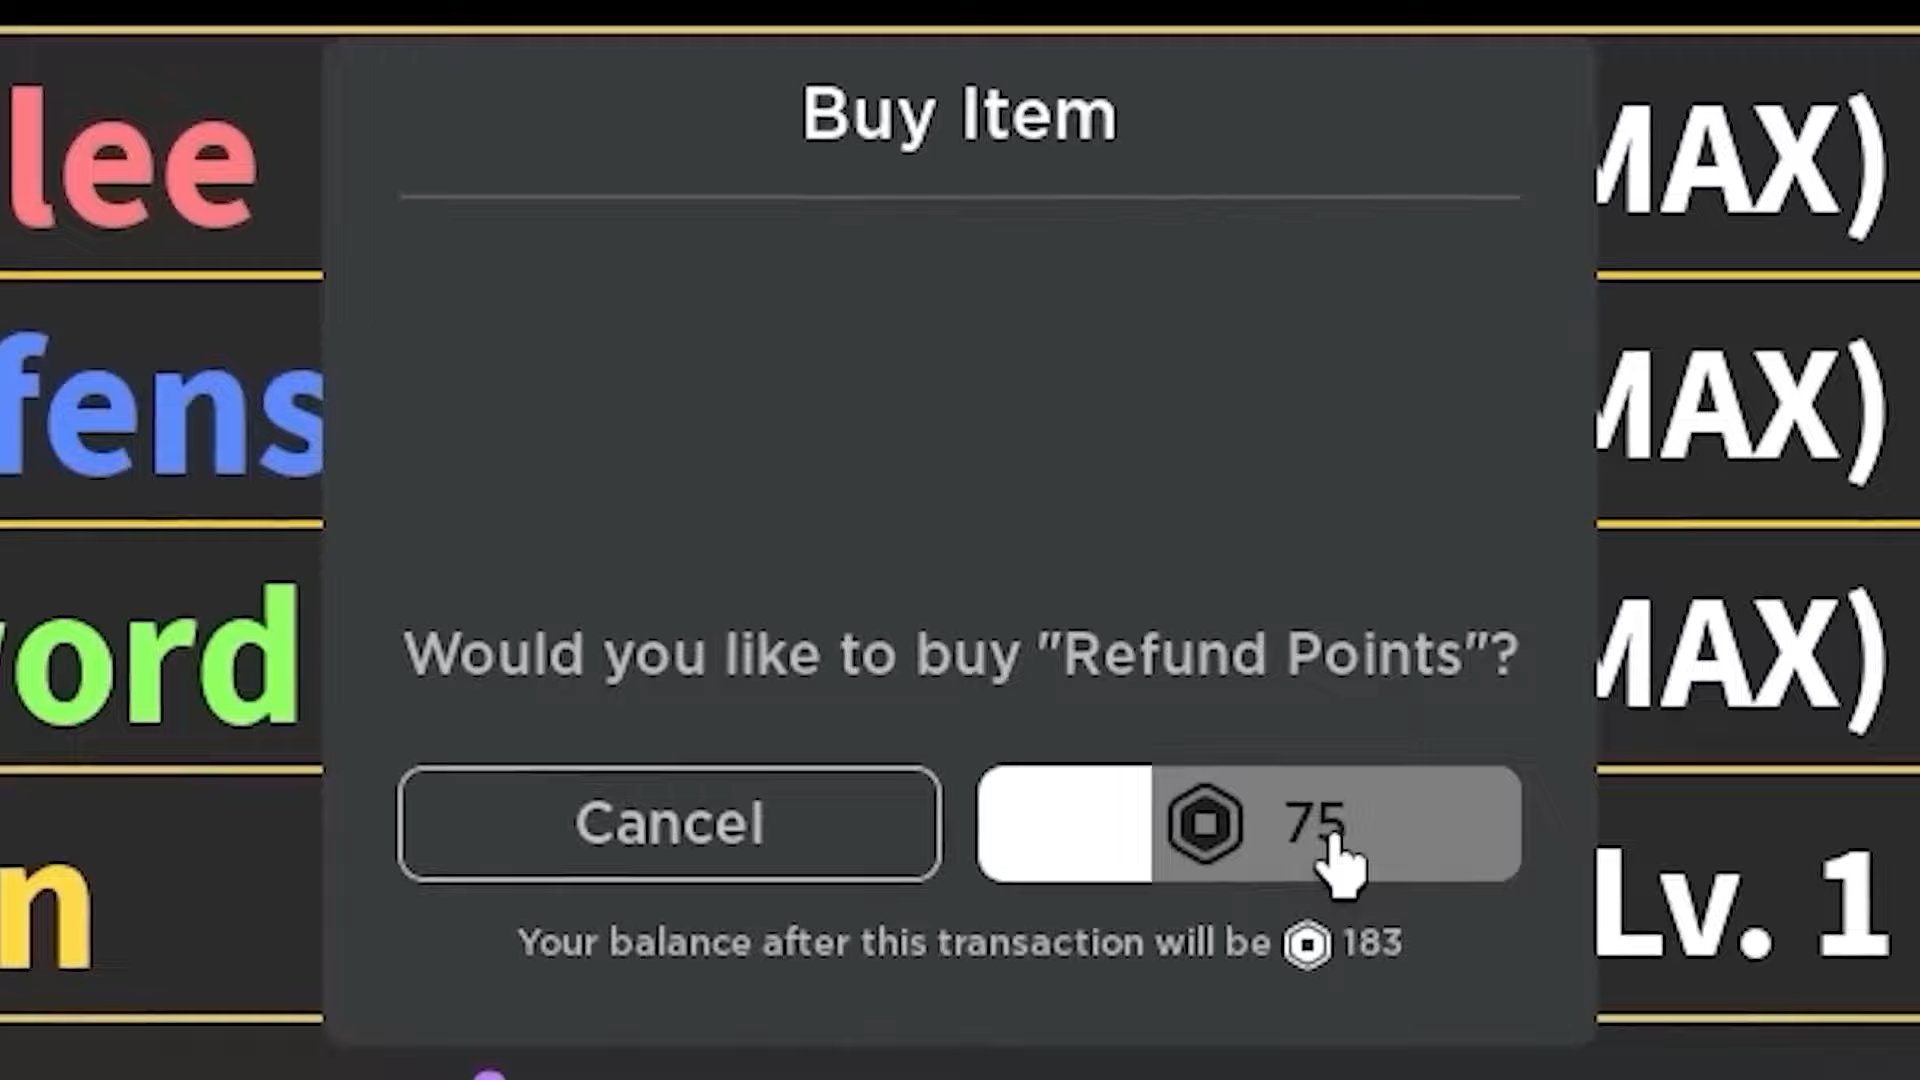 Buy Item
lee
MAX)
fens
MAX)
ord
MAX)
Would you like to buy "Refund Points"?
Cancel
75
n
Lv. 1
Your balance after this transaction will be 183